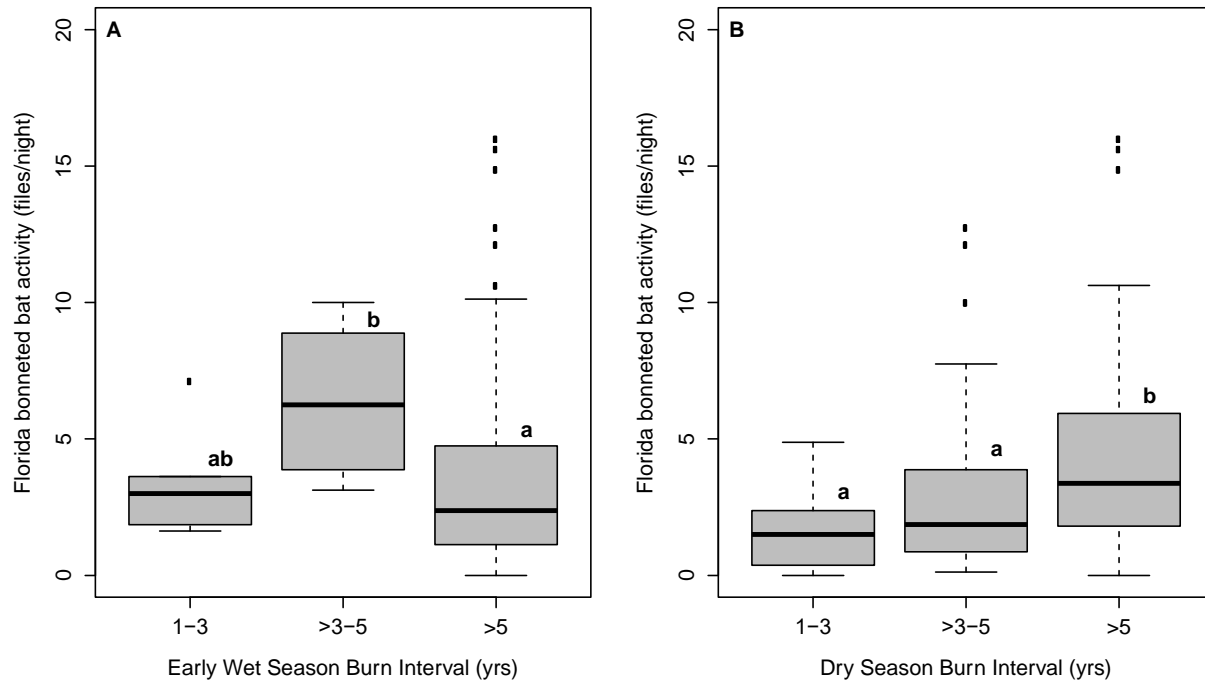 A
Florida bonneted bat activity (files/night)
20
15
10
5
0
ab
b
a
1−3
>3−5
>5
Early Wet Season Burn Interval (yrs)
B
Florida bonneted bat activity (files/night)
20
15
10
5
0
a
a
b
1−3
>3−5
>5
Dry Season Burn Interval (yrs)